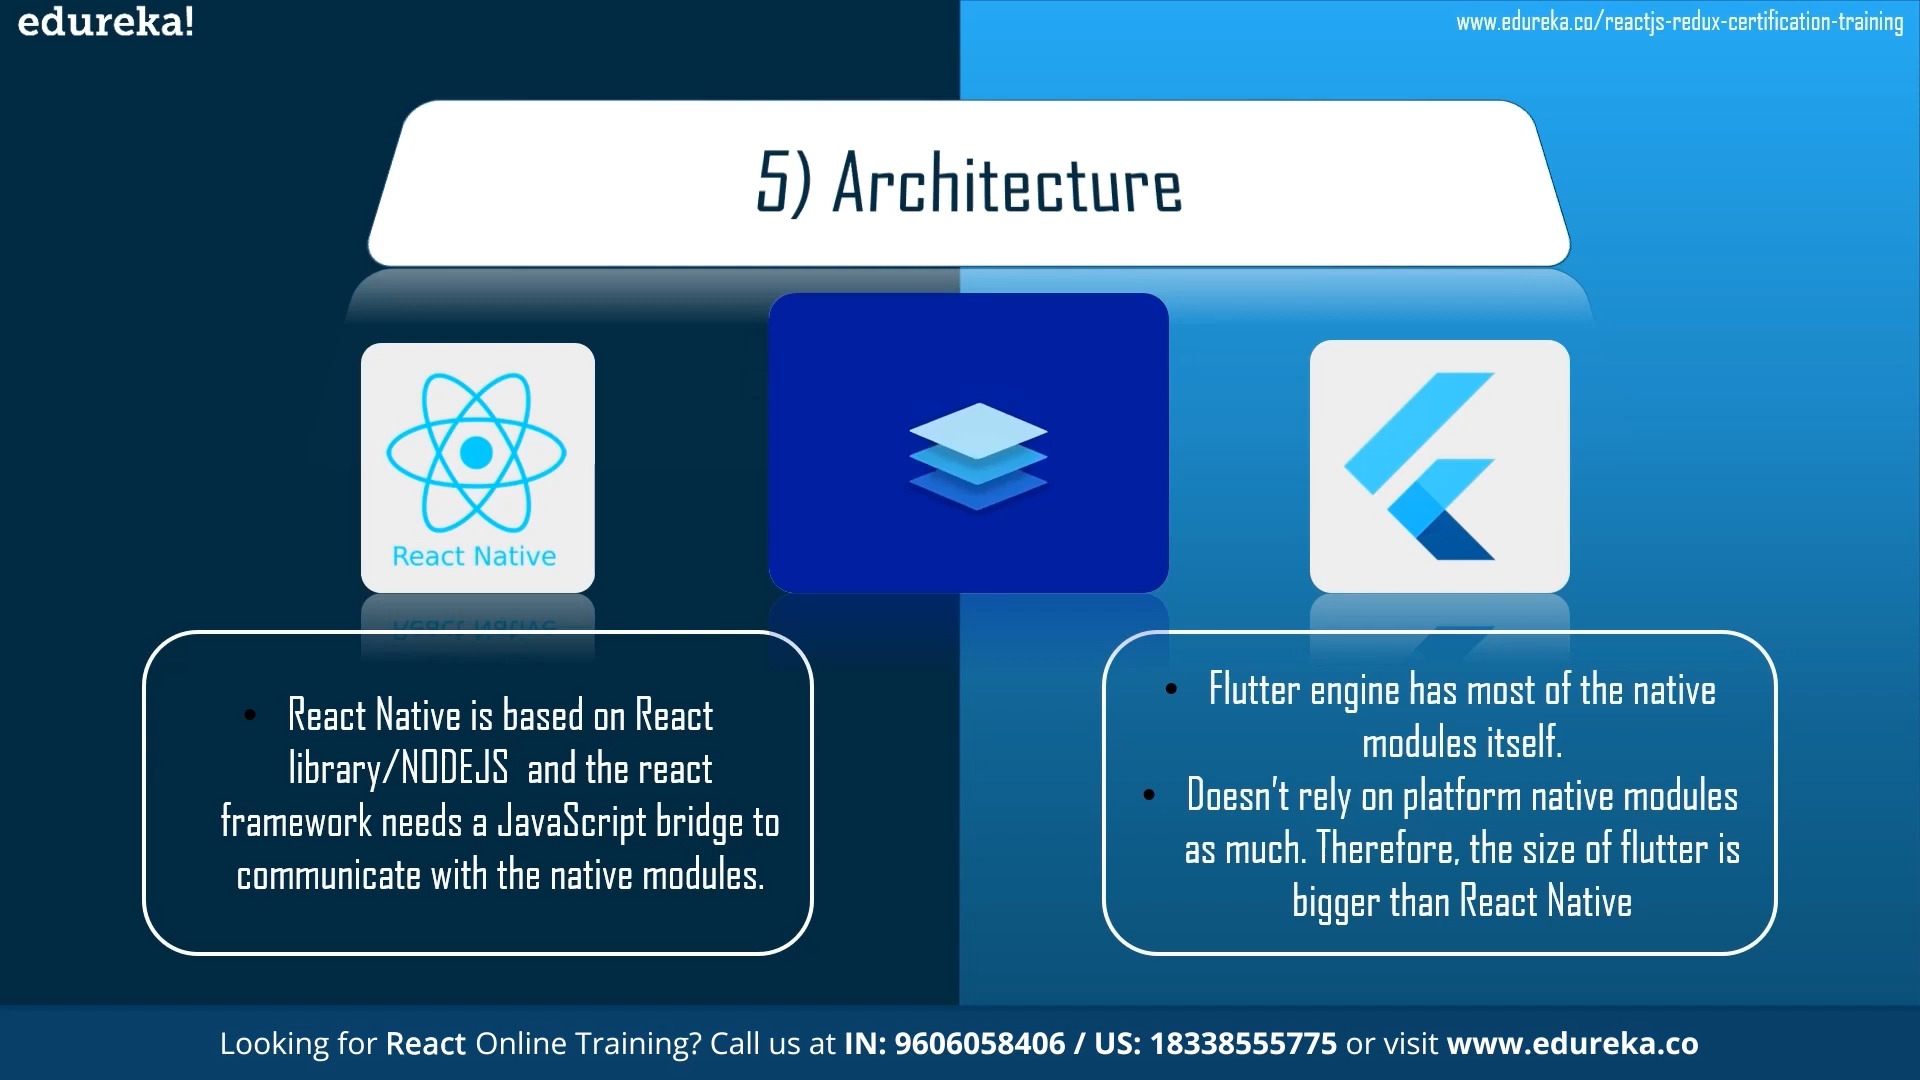 edureka!
www.edureka.co/reactjs-redux-certification-training
5) Architecture
React Native
• React Native is based on React
library/NODEJS and the react
framework needs a JavaScript bridge to
communicate with the native modules.
• Flutter engine has most of the native
modules itself.
• Doesn't rely on platform native modules
as much. Therefore, the size of flutter is
bigger than React Native
Looking for React Online Training? Call us at IN: 9606058406 / US: 18338555775 or visit www.edureka.co